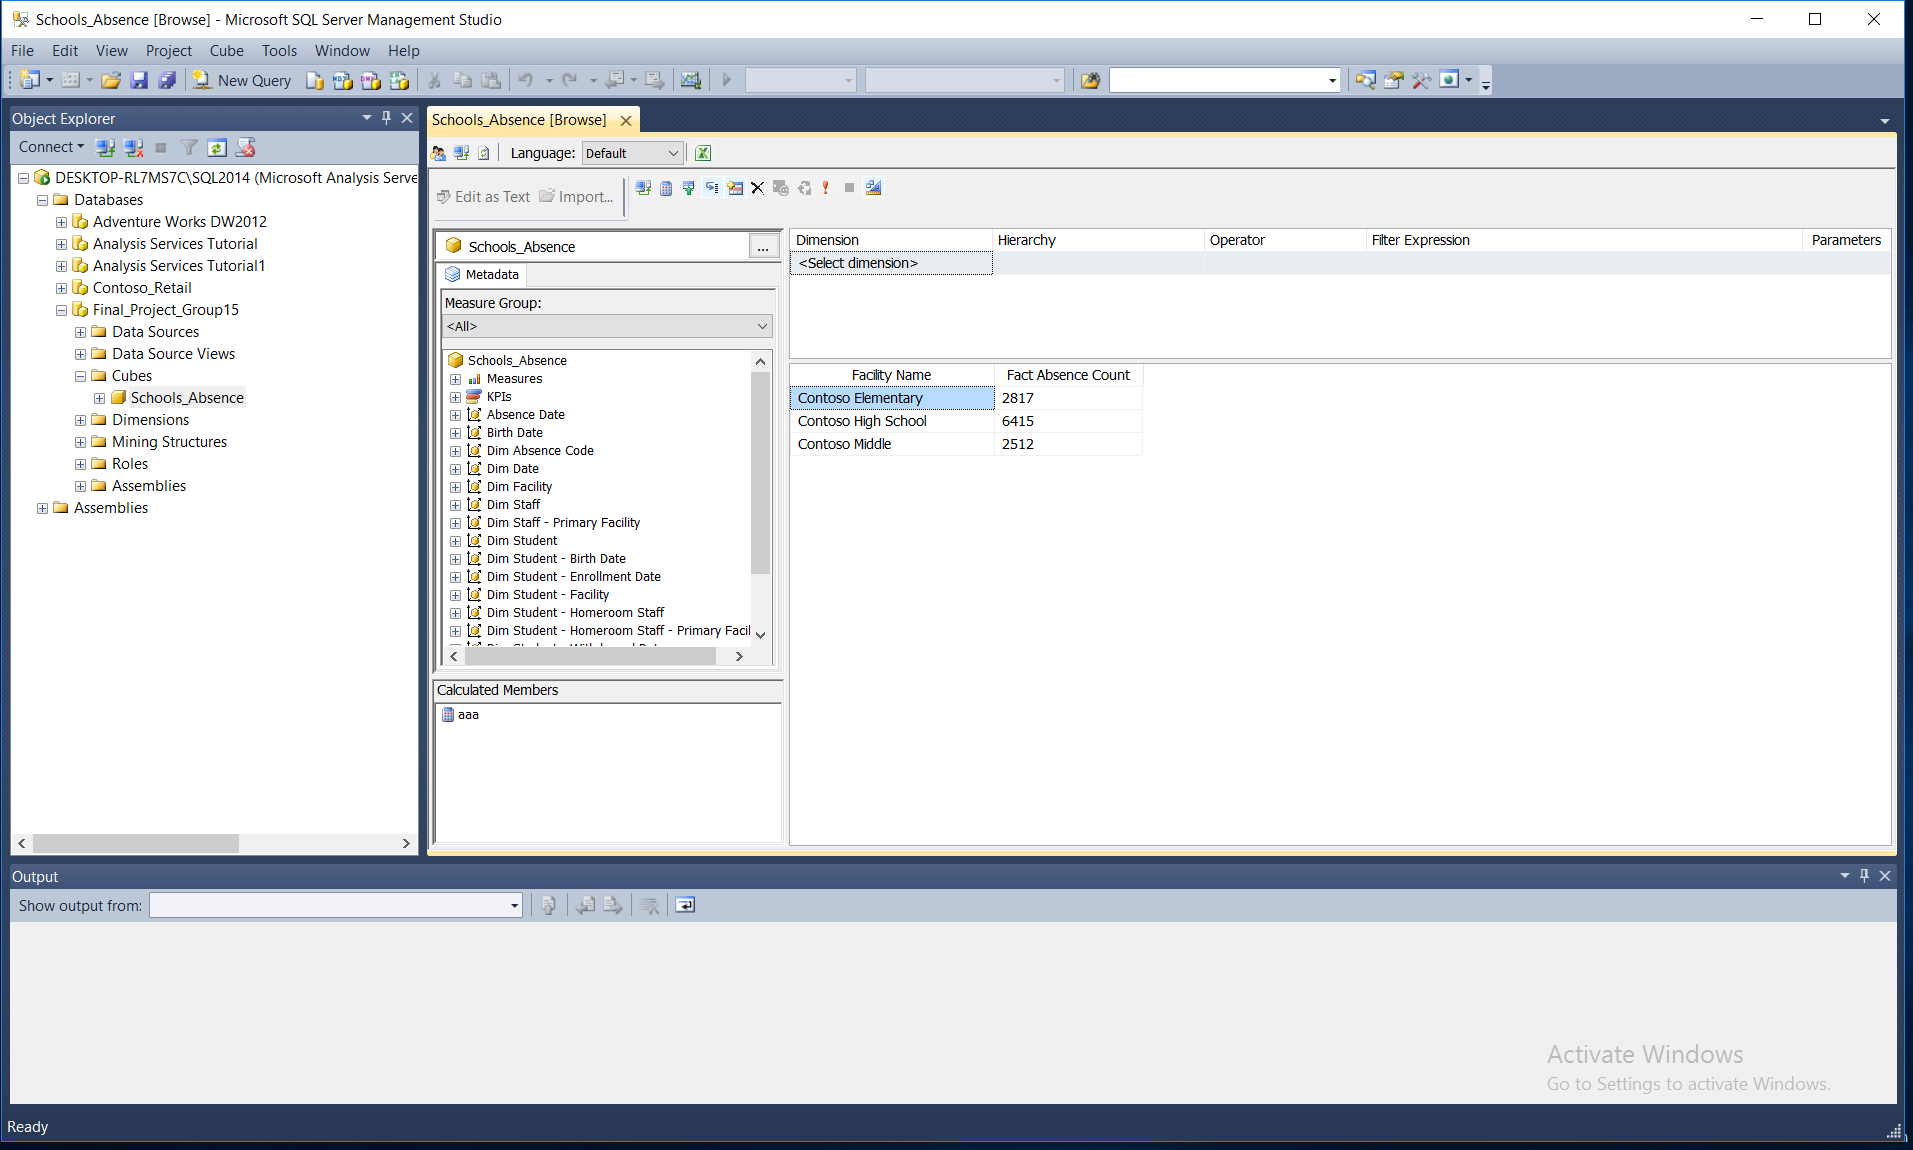 Schools_Absence [Browse] - Microsoft SQL Server Management Studio
File Edit View Project Cube Tools Window Help
New Query
Object Explorer
Connect
DESKTOP-RL7MS7C\SQL2014 (Microsoft Analysis Serve
Databases
Adventure Works DW2012
Analysis Services Tutorial
Analysis Services Tutorial1
Contoso_Retail
Final_Project_Group15
Data Sources
Data Source Views
Cubes
Schools_Absence
Dimensions
Mining Structures
Roles
Assemblies
Assemblies
Schools_Absence [Browse]
Language: Default
Edit as Text Import...
Schools_Absence ...
Metadata
Measure Group:
<All>
Schools_Absence
Measures
KPIs
Absence Date
Birth Date
Dim Absence Code
Dim Date
Dim Facility
Dim Staff
Dim Staff - Primary Facility
Dim Student
Dim Student - Birth Date
Dim Student - Enrollment Date
Dim Student - Facility
Dim Student - Homeroom Staff
Dim Student - Homeroom Staff - Primary Facil
Calculated Members
aaa
Dimension Hierarchy Operator Filter Expression Parameters
<Select dimension>
Facility Name Fact Absence Count
Contoso Elementary 2817
Contoso High School 6415
Contoso Middle 2512
Output
Show output from:
Activate Windows
Go to Settings to activate Windows.
Ready